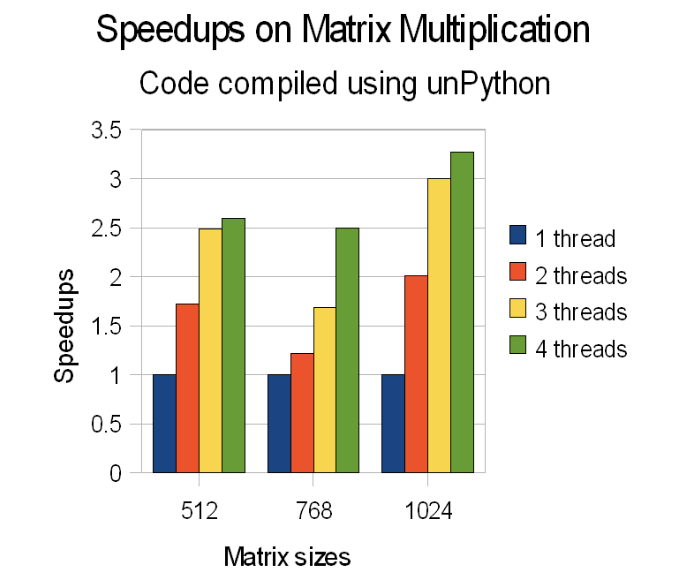 Speedups on Matrix Multiplication
Code compiled using unPython
3.5
3
2.5
2
1.5
1
0.5
0
Speedups
512 768 1024
Matrix sizes
1 thread
2 threads
3 threads
4 threads